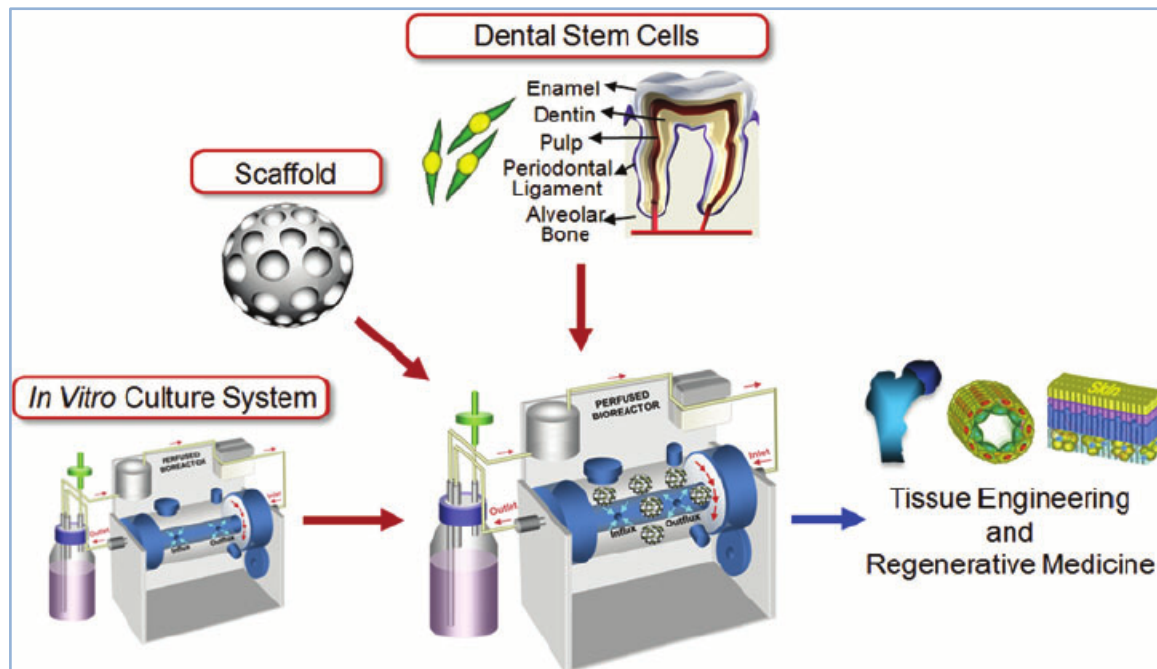 Dental Stem Cells
Enamel
Dentin
Pulp
Periodontal
Ligament
Alveolar
Bone
Scaffold
In Vitro Culture System
PERFUSED
BIOREACTOR
Inlet
Outlet
Influx
Outflux
PERFUSED
BIOREACTOR
Inlet
Outlet
Influx
Outflux
Skin
Tissue Engineering
and
Regenerative Medicine